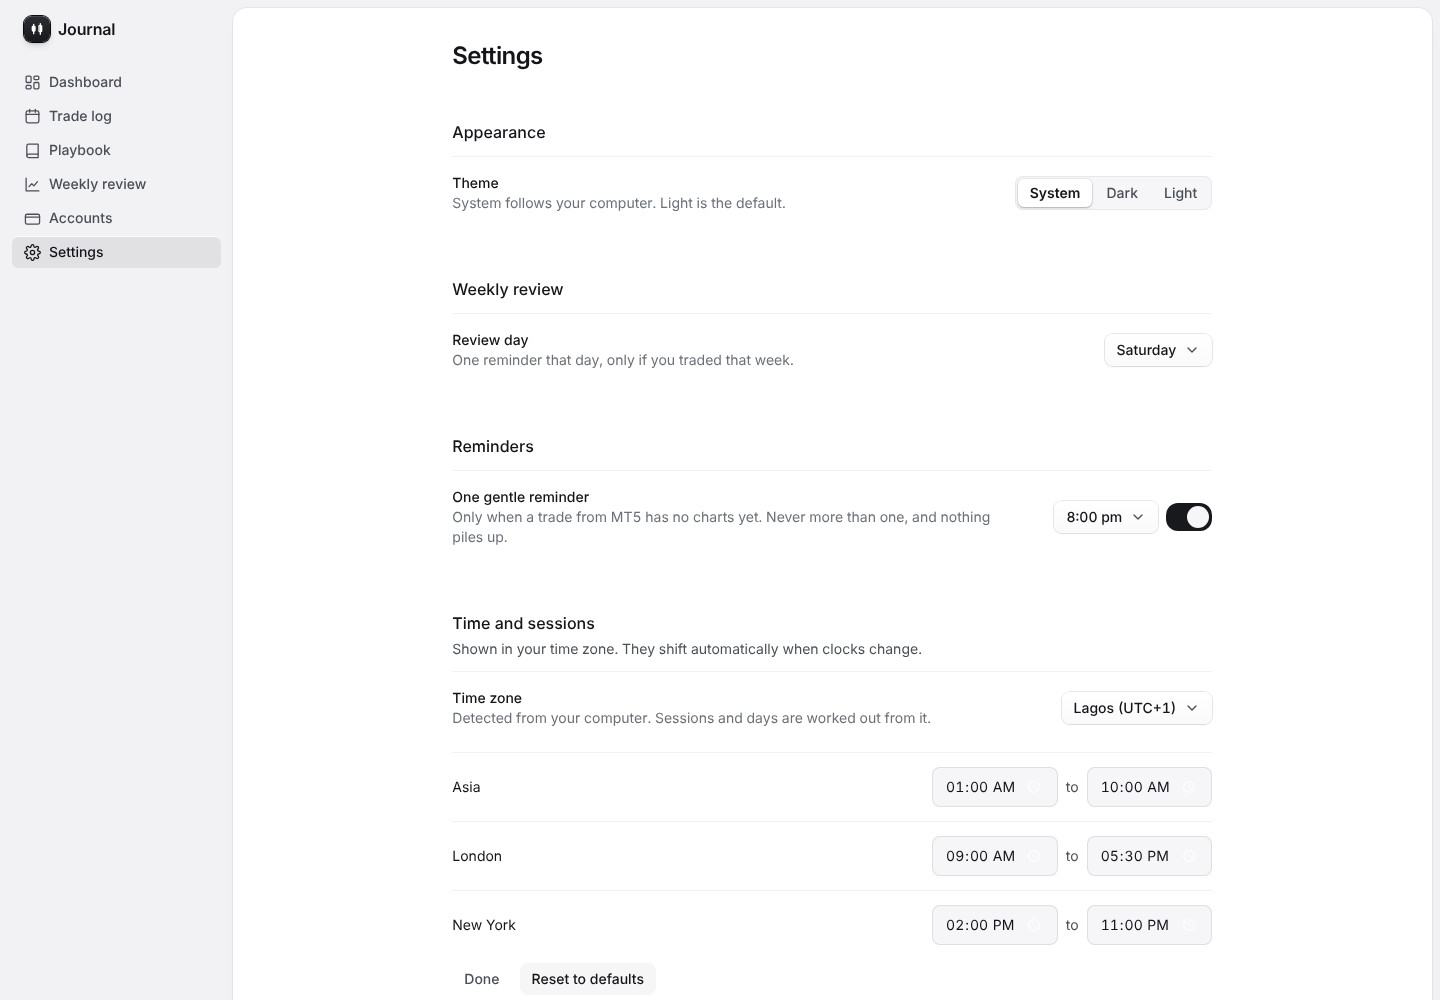 Journal
Dashboard
Trade log
Playbook
Weekly review
Accounts
Settings
Settings
Appearance
Theme
System follows your computer. Light is the default.
System Dark Light
Weekly review
Review day
One reminder that day, only if you traded that week.
Saturday
Reminders
One gentle reminder
Only when a trade from MT5 has no charts yet. Never more than one, and nothing
piles up.
8:00 pm
Time and sessions
Shown in your time zone. They shift automatically when clocks change.
Time zone
Detected from your computer. Sessions and days are worked out from it.
Lagos (UTC+1)
Asia 01:00 AM to 10:00 AM
London 09:00 AM to 05:30 PM
New York 02:00 PM to 11:00 PM
Done Reset to defaults